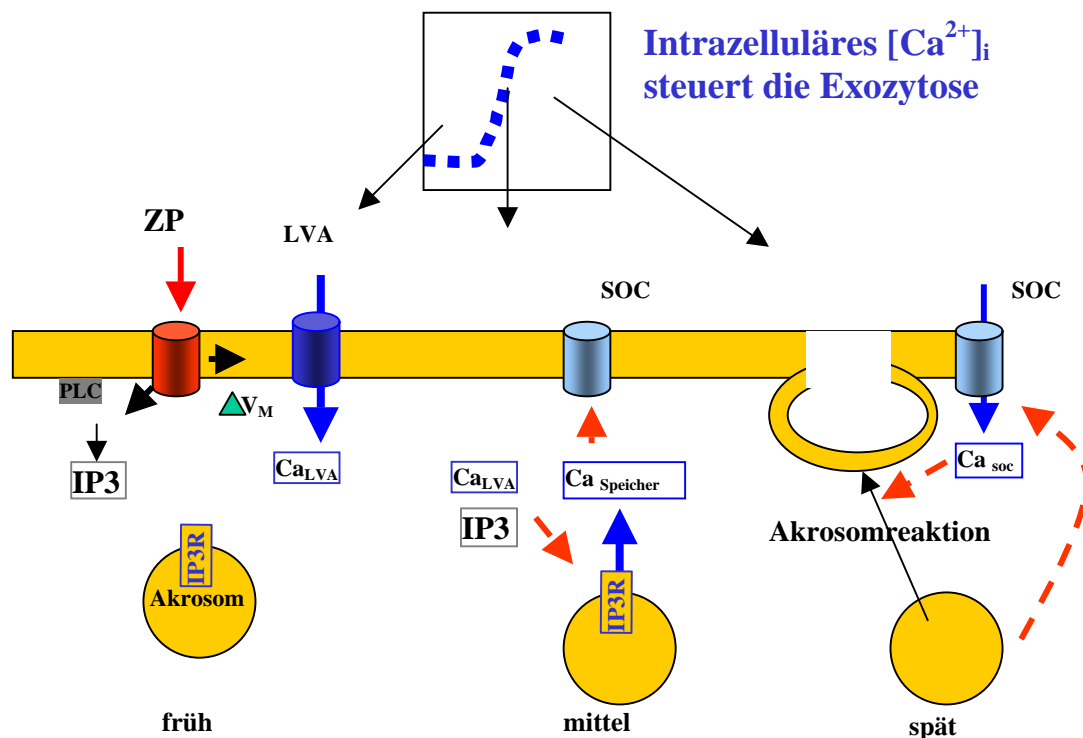 Intrazelluläres [Ca²⁺]ᵢ
steuert die Exozytose
ZP
LVA
SOC
SOC
PLC
VM
IP3
CaLVA
CaLVA
Ca Speicher
Ca soc
IP3
Akrosomreaktion
IP3R
Akrosom
IP3R
früh
mittel
spät